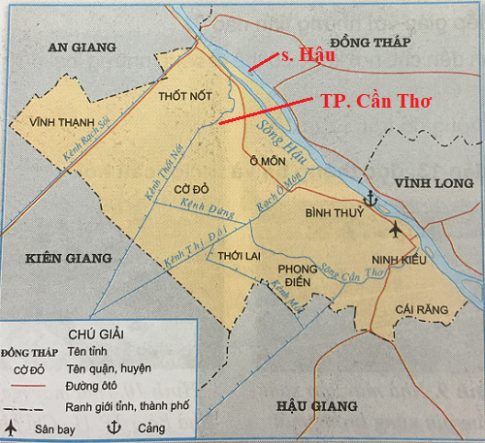 AN GIANG
ĐỒNG THÁP
s. Hậu
THỐT NỐT
TP. Cần Thơ
VĨNH THẠNH
Kênh Rạch Sỏi
Kênh Thốt Nốt
Sông Hậu
Ô MÔN
CỜ ĐỎ
Rạch Ô Môn
VĨNH LONG
Kênh Đứng
BÌNH THUỶ
Kênh Thị Đội
KIÊN GIANG
THỚI LAI
PHONG ĐIỀN
Sông Cần Thơ
NINH KIỀU
CÁI RĂNG
HẬU GIANG
CHÚ GIẢI
ĐỒNG THÁP Tên tỉnh
CỜ ĐỎ Tên quận, huyện
Đường ôtô
Ranh giới tỉnh, thành phố
Sân bay Cảng